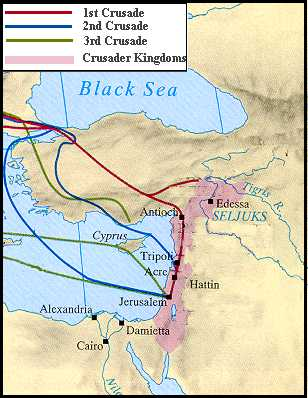 1st Crusade
2nd Crusade
3rd Crusade
Crusader Kingdoms
Black Sea
Tigris R.
Antioch
Edessa
SELJUKS
Cyprus
Tripoli
Acre
Hattin
Jerusalem
Alexandria
Damietta
Cairo
Nile